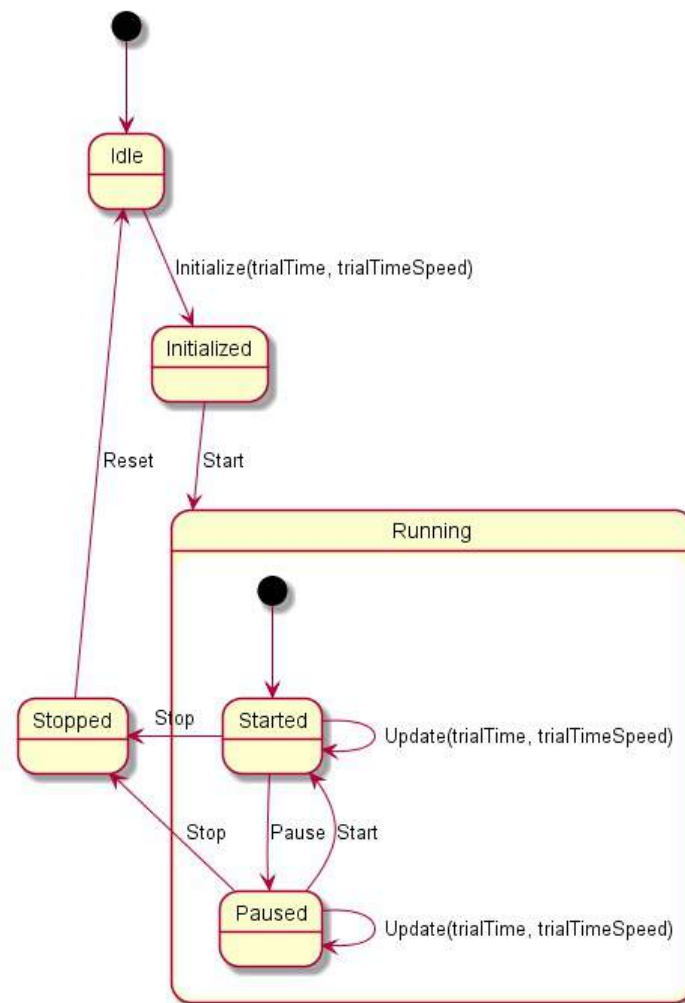 Idle
Initialize(trialTime, trialTimeSpeed)
Initialized
Reset
Start
Running
Stopped
Stop
Started
Update(trialTime, trialTimeSpeed)
Stop
Pause
Start
Paused
Update(trialTime, trialTimeSpeed)